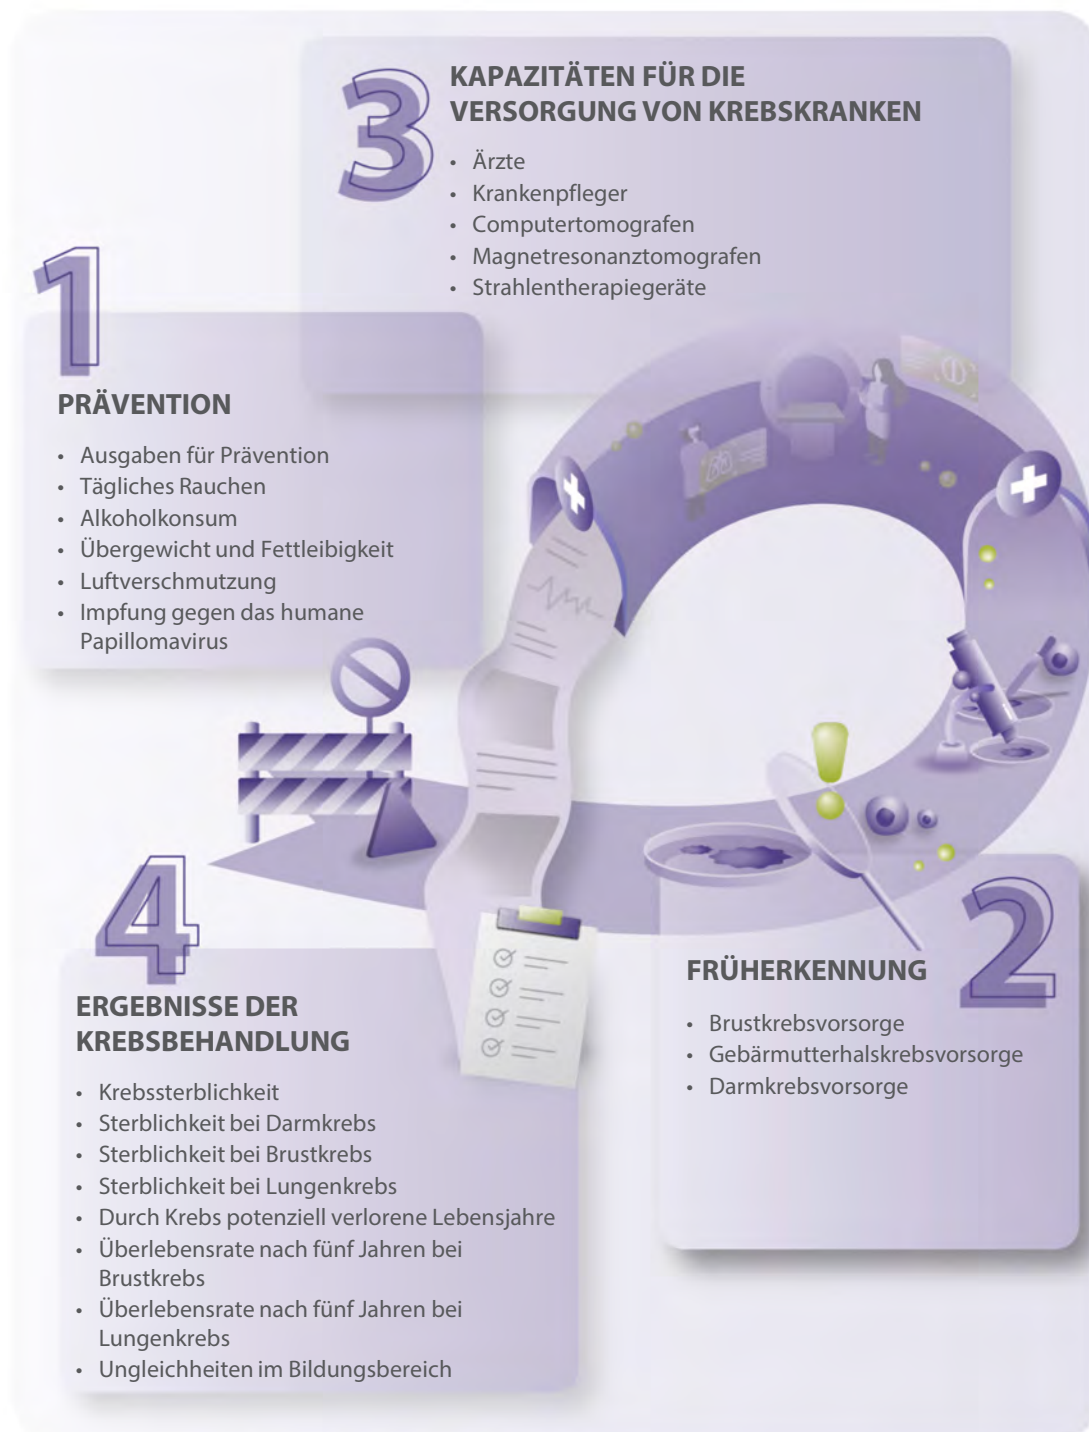 1
PRÄVENTION
• Ausgaben für Prävention
• Tägliches Rauchen
• Alkoholkonsum
• Übergewicht und Fettleibigkeit
• Luftverschmutzung
• Impfung gegen das humane
Papillomavirus
2
FRÜHERKENNUNG
• Brustkrebsvorsorge
• Gebärmutterhalskrebsvorsorge
• Darmkrebsvorsorge
3
KAPAZITÄTEN FÜR DIE
VERSORGUNG VON KREBSKRANKEN
• Ärzte
• Krankenpfleger
• Computertomografen
• Magnetresonanztomografen
• Strahlentherapiegeräte
4
ERGEBNISSE DER
KREBSBEHANDLUNG
• Krebssterblichkeit
• Sterblichkeit bei Darmkrebs
• Sterblichkeit bei Brustkrebs
• Sterblichkeit bei Lungenkrebs
• Durch Krebs potenziell verlorene Lebensjahre
• Überlebensrate nach fünf Jahren bei
Brustkrebs
• Überlebensrate nach fünf Jahren bei
Lungenkrebs
• Ungleichheiten im Bildungsbereich